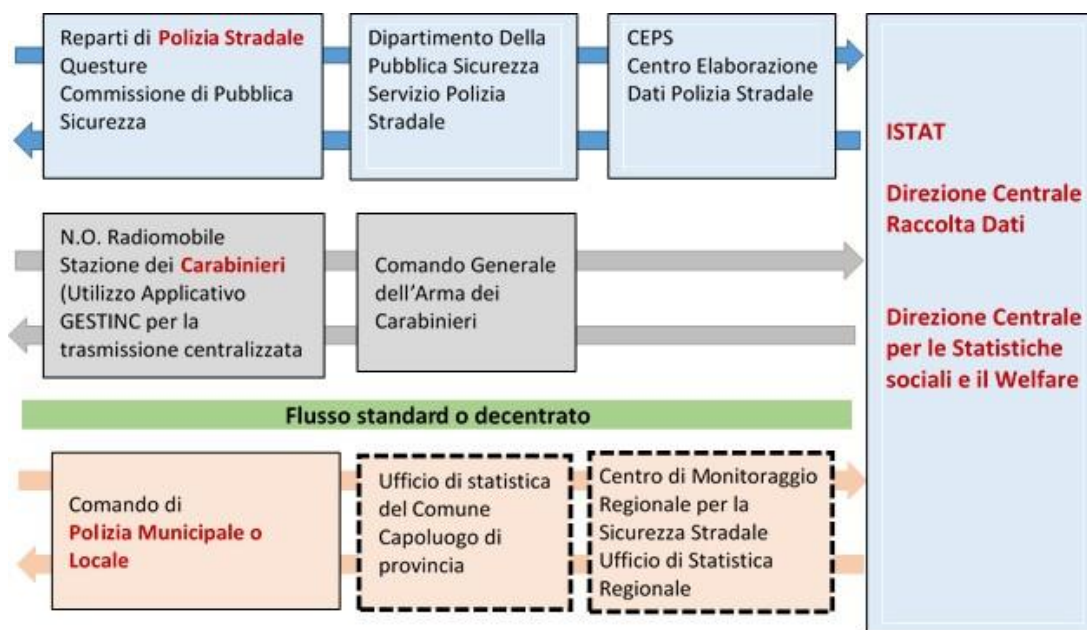 Reparti di Polizia Stradale
Questure
Commissione di Pubblica
Sicurezza
Dipartimento Della
Pubblica Sicurezza
Servizio Polizia
Stradale
CEPS
Centro Elaborazione
Dati Polizia Stradale
ISTAT
Direzione Centrale
Raccolta Dati
Direzione Centrale
per le Statistiche
sociali e il Welfare
N.O. Radiomobile
Stazione dei Carabinieri
(Utilizzo Applicativo
GESTINC per la
trasmissione centralizzata
Comando Generale
dell'Arma dei
Carabinieri
Flusso standard o decentrato
Comando di
Polizia Municipale o
Locale
Ufficio di statistica
del Comune
Capoluogo di
provincia
Centro di Monitoraggio
Regionale per la
Sicurezza Stradale
Ufficio di Statistica
Regionale